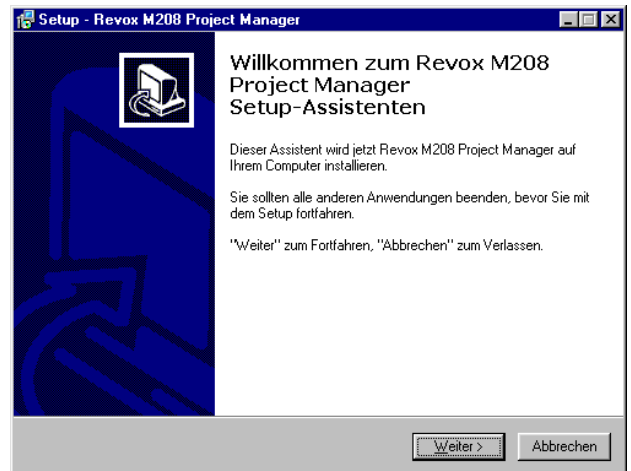 Setup - Revox M208 Project Manager
Willkommen zum Revox M208
Project Manager
Setup-Assistenten
Dieser Assistent wird jetzt Revox M208 Project Manager auf
Ihrem Computer installieren.
Sie sollten alle anderen Anwendungen beenden, bevor Sie mit
dem Setup fortfahren.
"Weiter" zum Fortfahren, "Abbrechen" zum Verlassen.
Weiter > Abbrechen